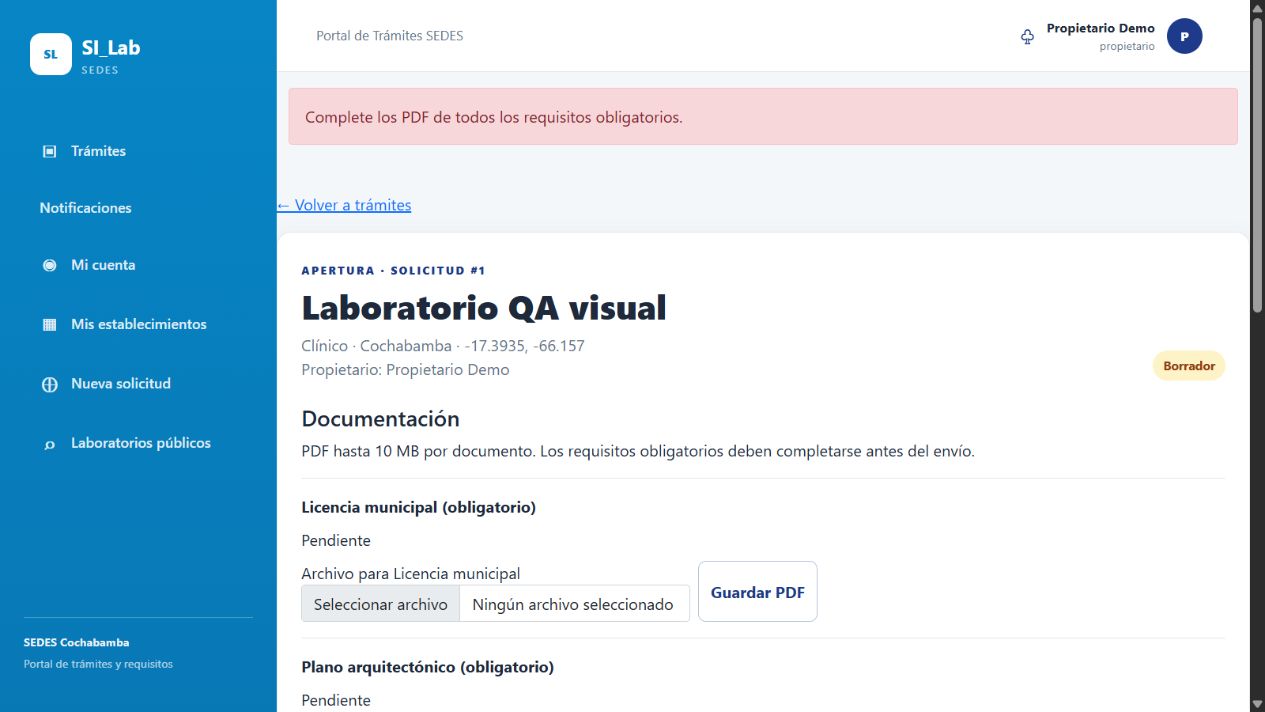 SL
SI_Lab
SEDES
Trámites
Notificaciones
Mi cuenta
Mis establecimientos
Nueva solicitud
Laboratorios públicos
SEDES Cochabamba
Portal de trámites y requisitos
Portal de Trámites SEDES
Propietario Demo
propietario
P
Complete los PDF de todos los requisitos obligatorios.
← Volver a trámites
APERTURA · SOLICITUD #1
Laboratorio QA visual
Clínico · Cochabamba · -17.3935, -66.157
Propietario: Propietario Demo
Borrador
Documentación
PDF hasta 10 MB por documento. Los requisitos obligatorios deben completarse antes del envío.
Licencia municipal (obligatorio)
Pendiente
Archivo para Licencia municipal
Seleccionar archivo Ningún archivo seleccionado
Guardar PDF
Plano arquitectónico (obligatorio)
Pendiente